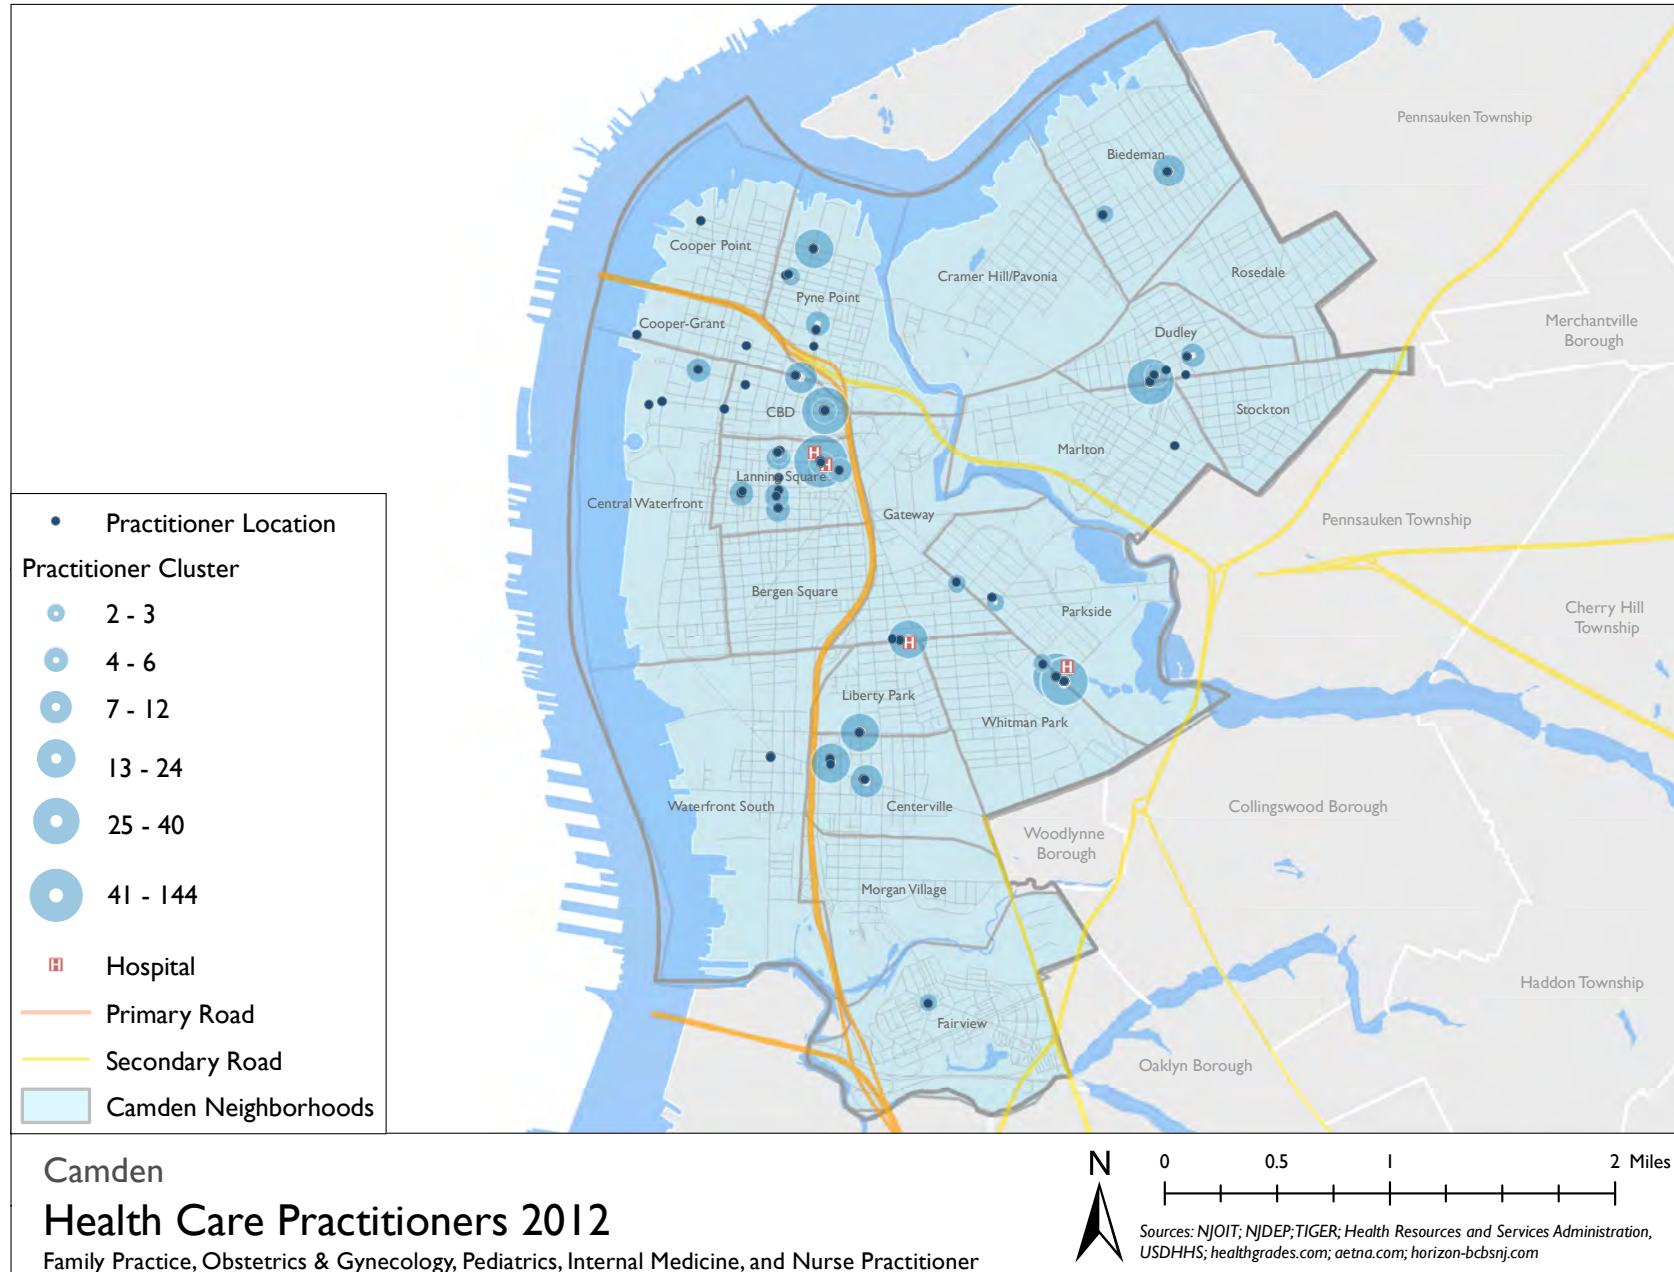 Pennsauken Township
Biedeman
Cooper Point
Cramer Hill/Pavonia
Rosedale
Pyne Point
Cooper-Grant
Dudley
Merchantville
Borough
CBD
Stockton
Marlton
H
H
Lanning Square
Central Waterfront
Gateway
Pennsauken Township
Bergen Square
Parkside
Cherry Hill
Township
H
H
Liberty Park
Whitman Park
Waterfront South
Centerville
Collingswood Borough
Woodlynne
Borough
Morgan Village
Haddon Township
Fairview
Oaklyn Borough
Practitioner Location
Practitioner Cluster
2 - 3
4 - 6
7 - 12
13 - 24
25 - 40
41 - 144
H Hospital
Primary Road
Secondary Road
Camden Neighborhoods
Camden
Health Care Practitioners 2012
Family Practice, Obstetrics & Gynecology, Pediatrics, Internal Medicine, and Nurse Practitioner
N
0 0.5 1 2 Miles
Sources: NJOIT; NJDEP; TIGER; Health Resources and Services Administration,
USDHHS; healthgrades.com; aetna.com; horizon-bcbsnj.com